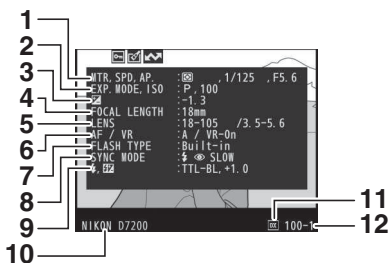 1
2
3
4
5
6
7
8
9
10
11
12
MTR, SPD, AP. : , 1/125 , F5. 6
EXP. MODE, ISO : P , 100
: -1. 3
FOCAL LENGTH : 18mm
LENS : 18-105 /3. 5-5. 6
AF / VR : A / VR-On
FLASH TYPE : Built-in
SYNC MODE : SLOW
, : TTL-BL, +1. 0
NIKON D7200
DX 100-1